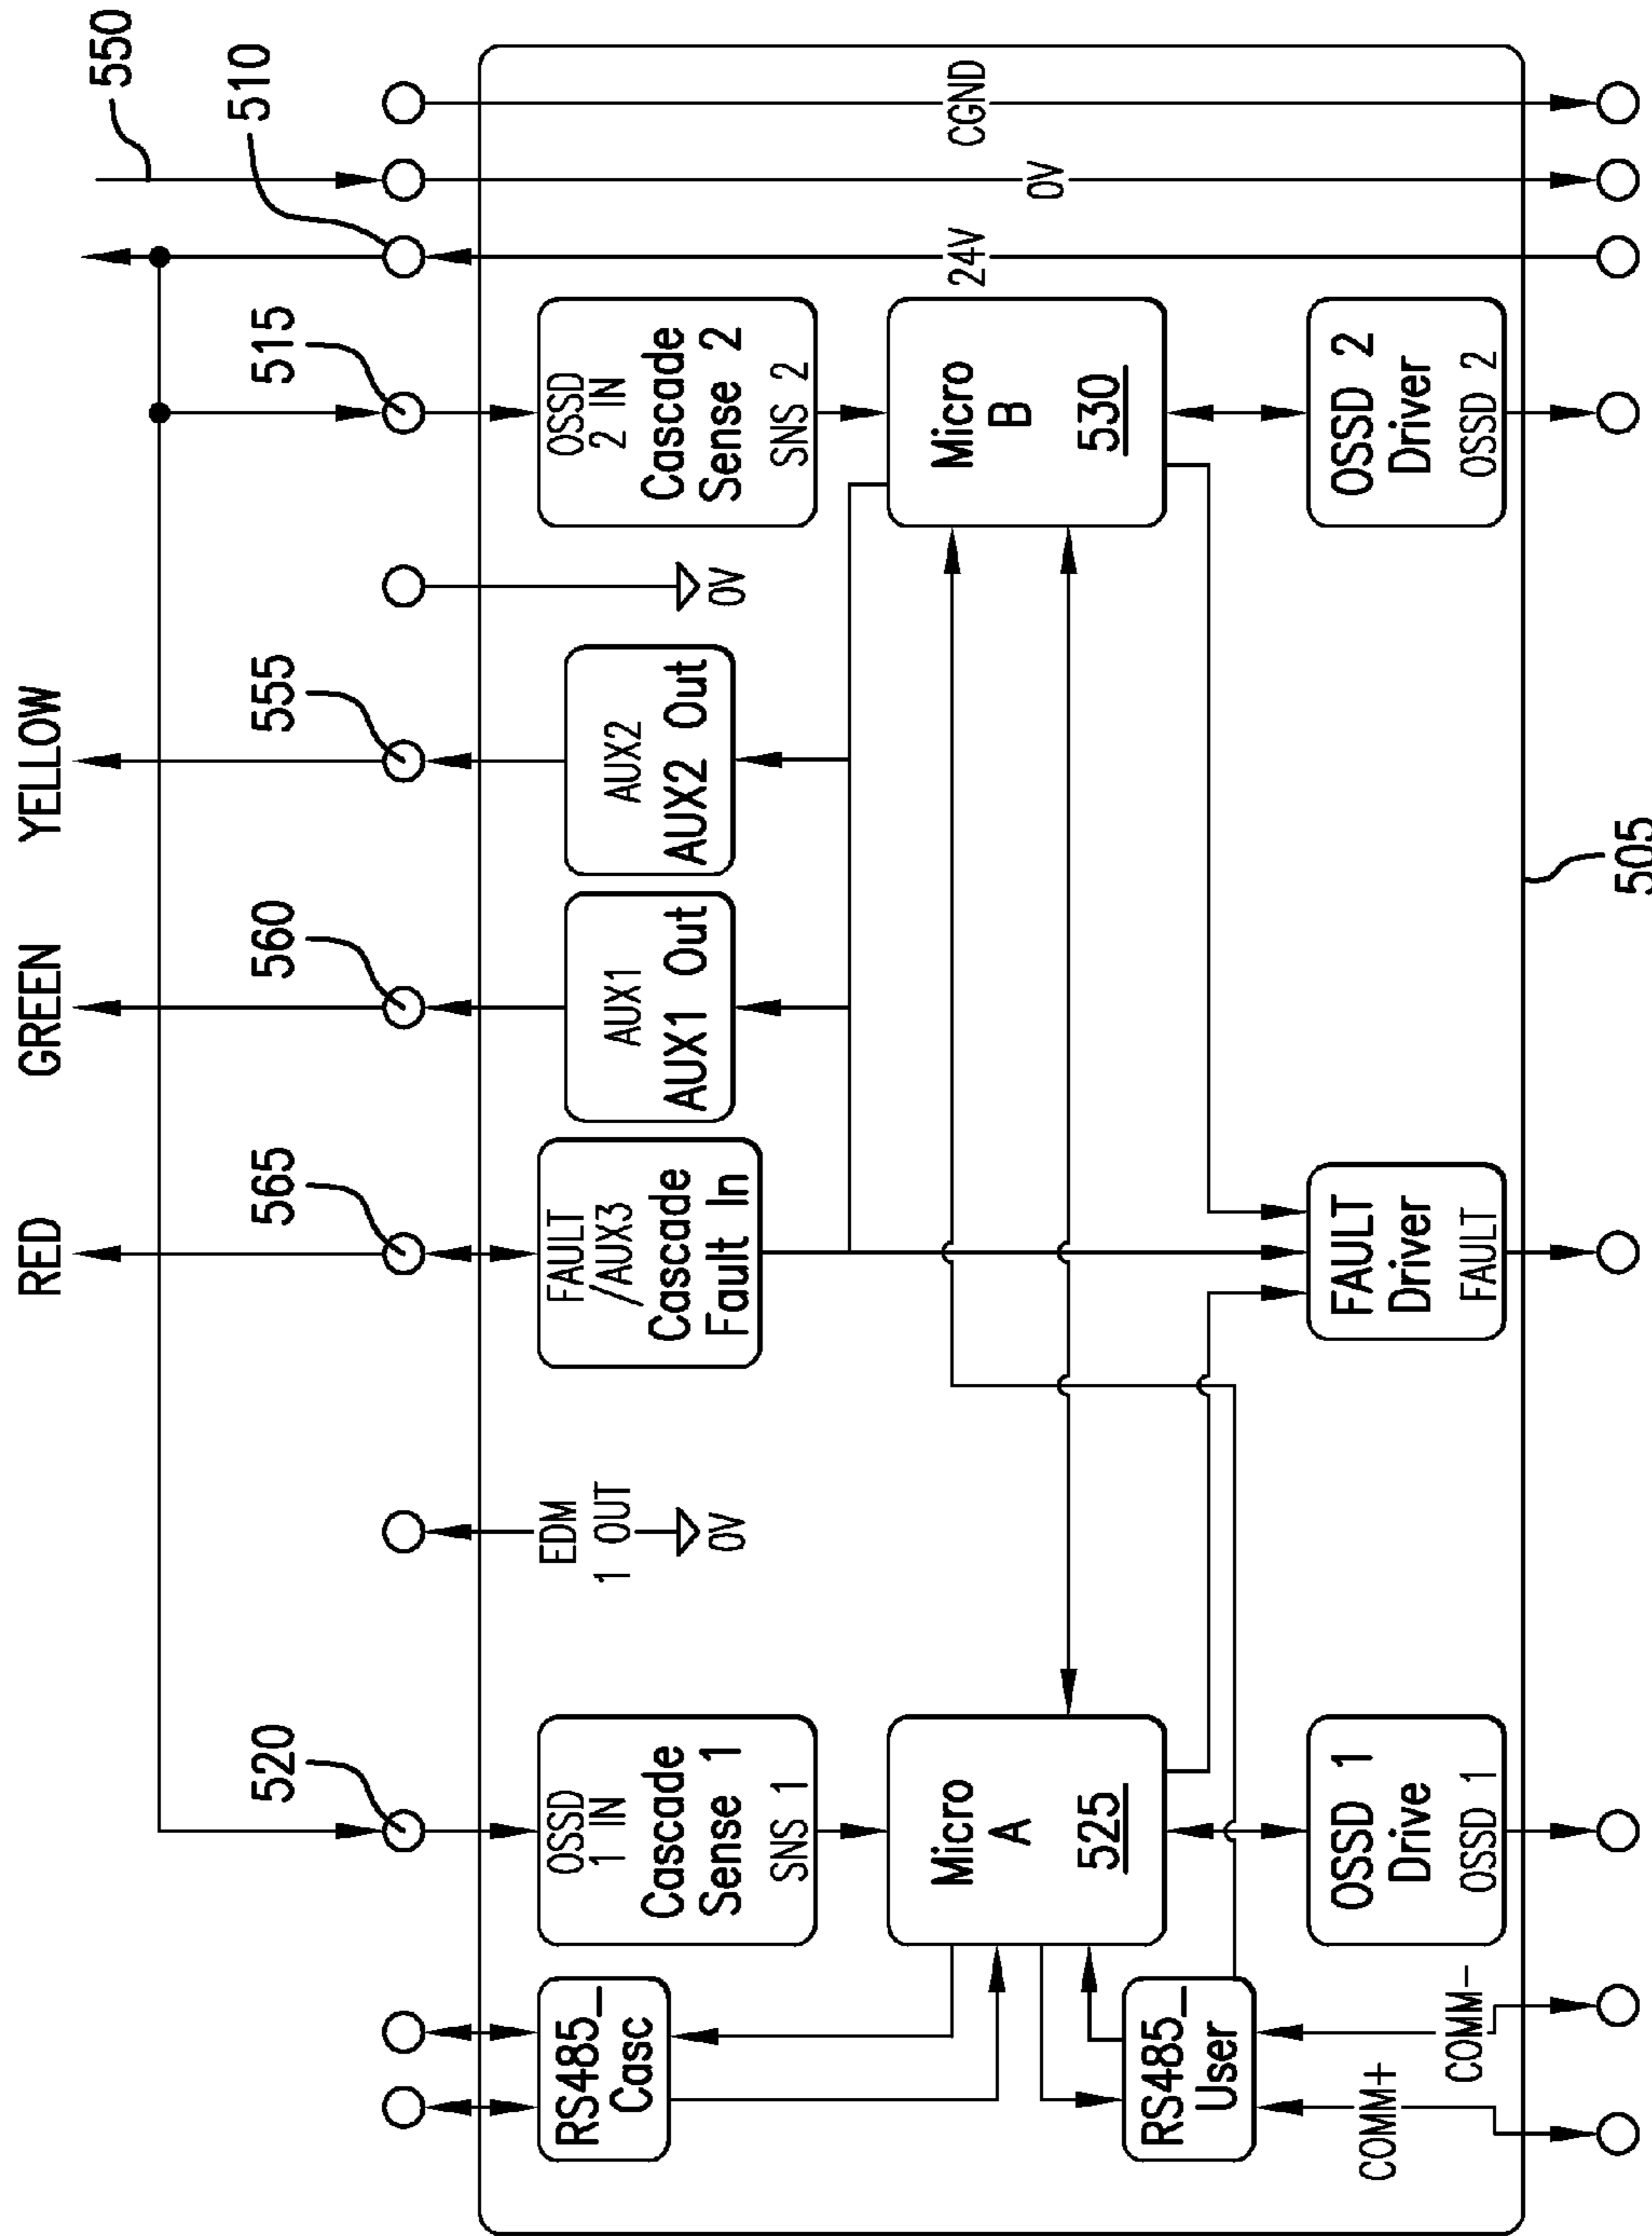 RED
GREEN
YELLOW
550
520
565
560
555
515
510
RS485_
Casc
OSSD
1 IN
Cascade
Sense 1
SNS 1
EDM
1 OUT
0V
FAULT
/AUX3
Cascade
Fault In
AUX1
AUX1 Out
AUX2
AUX2 Out
0V
OSSD
2 IN
Cascade
Sense 2
SNS 2
Micro
A
525
Micro
B
530
24V
0V
CGND
RS485_
User
COMM+
COMM-
OSSD 1
Drive
OSSD 1
FAULT
Driver
FAULT
OSSD 2
Driver
OSSD 2
505